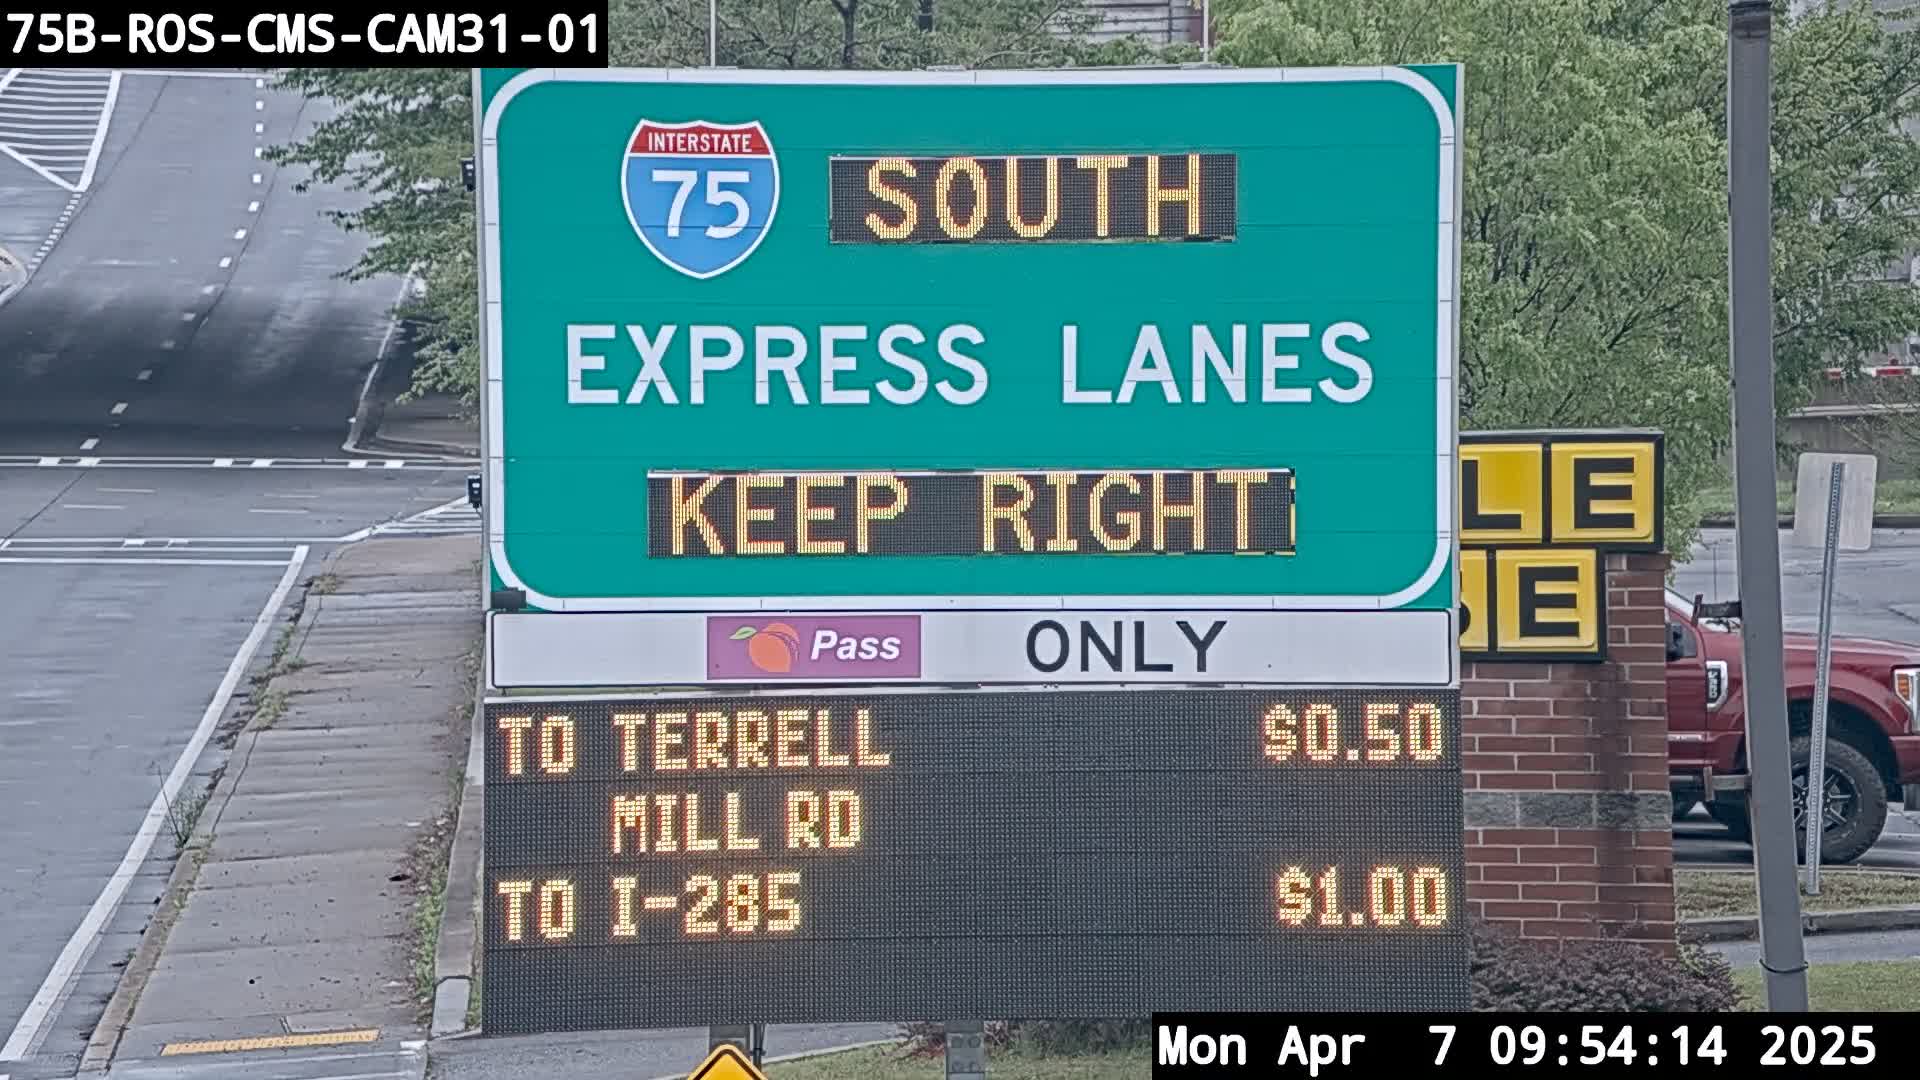 75B-ROS-CMS-CAM31-01
INTERSTATE
75
SOUTH
EXPRESS LANES
KEEP RIGHT
Pass ONLY
TO TERRELL $0.50
MILL RD
TO I-285 $1.00
LE
E
Mon Apr 7 09:54:14 2025